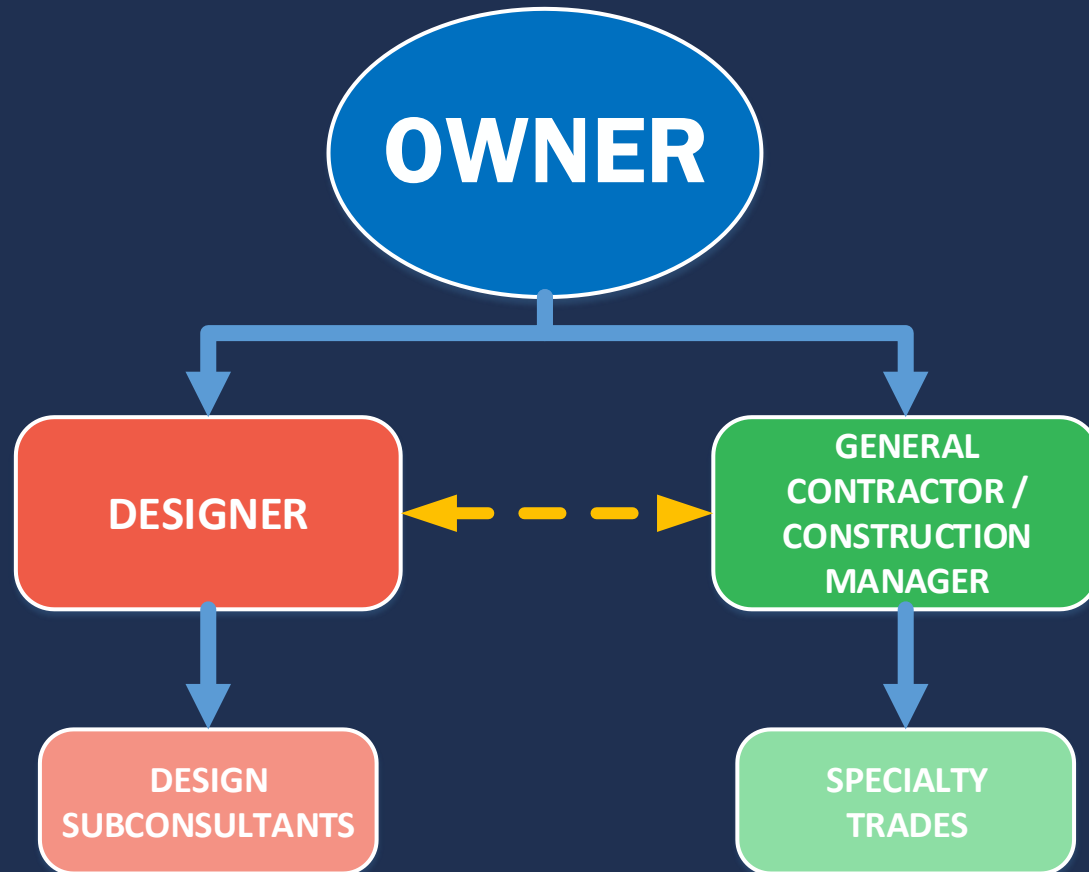 OWNER
DESIGNER
GENERAL
CONTRACTOR /
CONSTRUCTION
MANAGER
DESIGN
SUBCONSULTANTS
SPECIALTY
TRADES